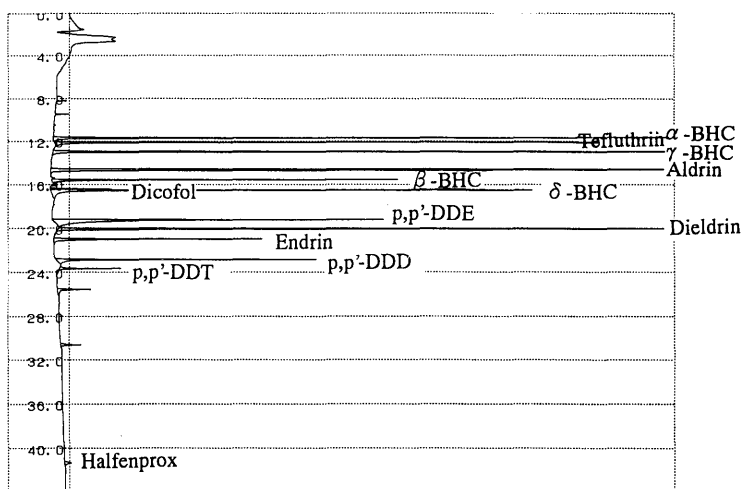 0.0
4.0
8.0
α-BHC
12.0
Tefluthrin
γ-BHC
Aldrin
β-BHC
16.0
Dicofol
δ-BHC
p,p'-DDE
20.0
Dieldrin
Endrin
p,p'-DDD
24.0
p,p'-DDT
28.0
32.0
36.0
40.0
Halfenprox